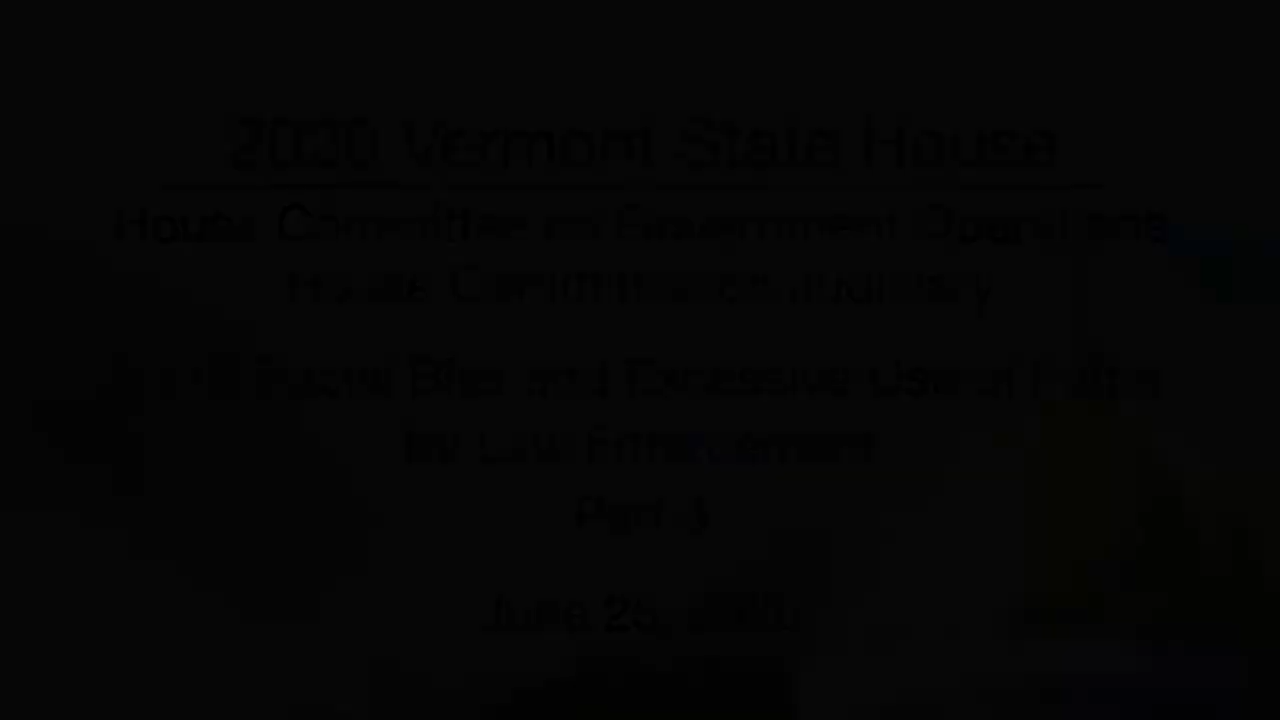 2020 Vermont State House
House Committee on Government Operations
House Committee on Judiciary
Racial Bias and Excessive Use of Force
by Law Enforcement
Part
June 25, 2020